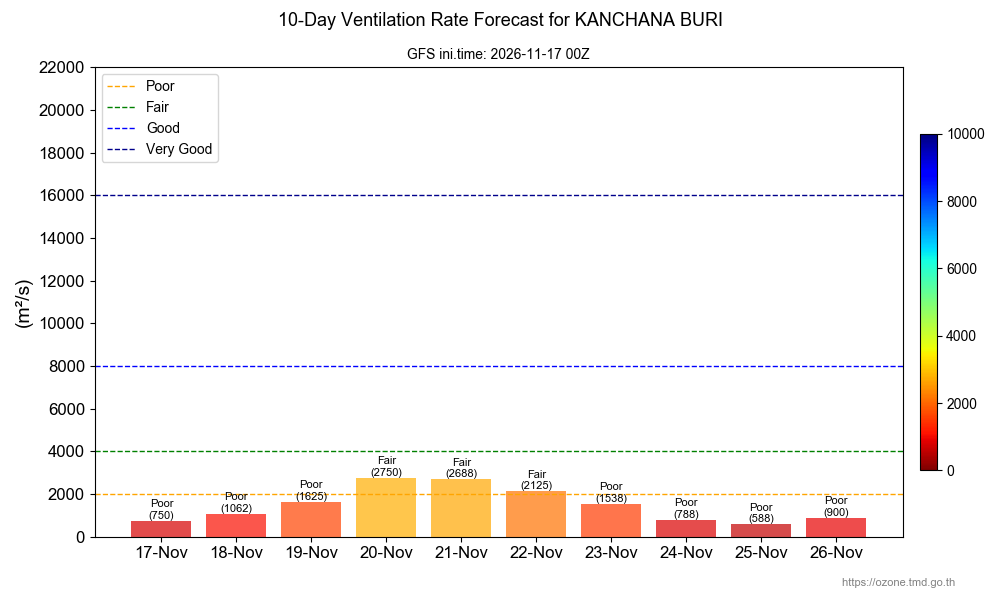 10-Day Ventilation Rate Forecast for KANCHANA BURI
GFS ini.time: 2026-11-17 00Z
22000
20000
18000
16000
14000
12000
10000
8000
6000
4000
2000
0
(m²/s)
Poor
Fair
Good
Very Good
Poor
(750)
Poor
(1062)
Poor
(1625)
Fair
(2750)
Fair
(2688)
Fair
(2125)
Poor
(1538)
Poor
(788)
Poor
(588)
Poor
(900)
17-Nov 18-Nov 19-Nov 20-Nov 21-Nov 22-Nov 23-Nov 24-Nov 25-Nov 26-Nov
10000
8000
6000
4000
2000
0
https://ozone.tmd.go.th